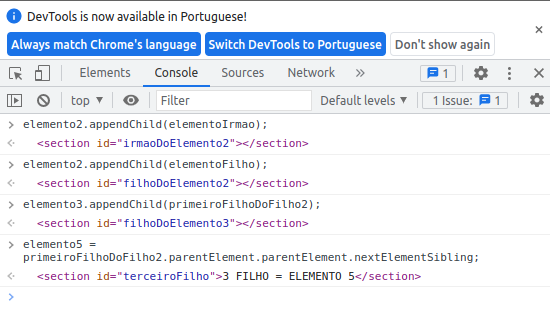 DevTools is now available in Portuguese!
Always match Chrome's language Switch DevTools to Portuguese Don't show again
Elements Console Sources Network 1
top Filter Default levels 1 Issue: 1
elemento2.appendChild(elementoIrmao);
<section id="irmaoDoElemento2"></section>
elemento2.appendChild(elementoFilho);
<section id="filhoDoElemento2"></section>
elemento3.appendChild(primeiroFilhoDoFilho2);
<section id="filhoDoElemento3"></section>
elemento5 =
primeiroFilhoDoFilho2.parentElement.parentElement.nextElementSibling;
<section id="terceiroFilho">3 FILHO = ELEMENTO 5</section>